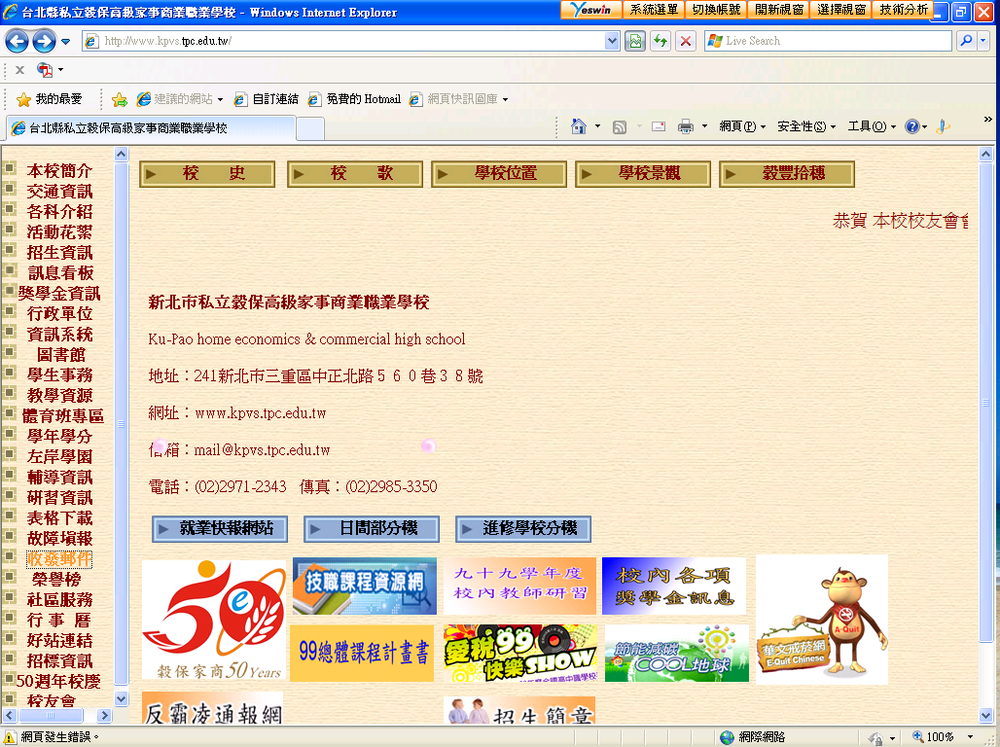 台北縣私立穀保高級家事商業職業學校 - Windows Internet Explorer
Yeswin 系統選單 切換帳號 開新視窗 選擇視窗 技術分析
http://www.kpvs.tpc.edu.tw/
Live Search
我的最愛 建議的網站 自訂連結 免費的 Hotmail 網頁快訊圖庫
台北縣私立穀保高級家事商業職業學校
網頁(P) 安全性(S) 工具(O)
本校簡介
交通資訊
各科介紹
活動花絮
招生資訊
訊息看板
獎學金資訊
行政單位
資訊系統
圖書館
學生事務
教學資源
體育班專區
學年學分
左岸學園
輔導資訊
研習資訊
表格下載
故障填報
收發郵件
榮譽榜
社區服務
行 事 曆
好站連結
招標資訊
50週年校慶
校友會
校 史 校 歌 學校位置 學校景觀 穀豐拾穗
恭賀 本校校友會會
新北市私立穀保高級家事商業職業學校
Ku-Pao home economics & commercial high school
地址：241新北市三重區中正北路５６０巷３８號
網址：www.kpvs.tpc.edu.tw
信箱：mail@kpvs.tpc.edu.tw
電話：(02)2971-2343 傳真：(02)2985-3350
就業快報網站 日間部分機 進修學校分機
50
穀保家商50Years
技職課程資源網
九十九學年度
校內教師研習
校內各項
獎學金訊息
99總體課程計畫書
愛稅99
快樂SHOW
節能減碳
COOL地球
A-Quit
華文戒菸網
E-Quit Chinese
反霸凌通報網
招生簡章
網頁發生錯誤。
網際網路
100%